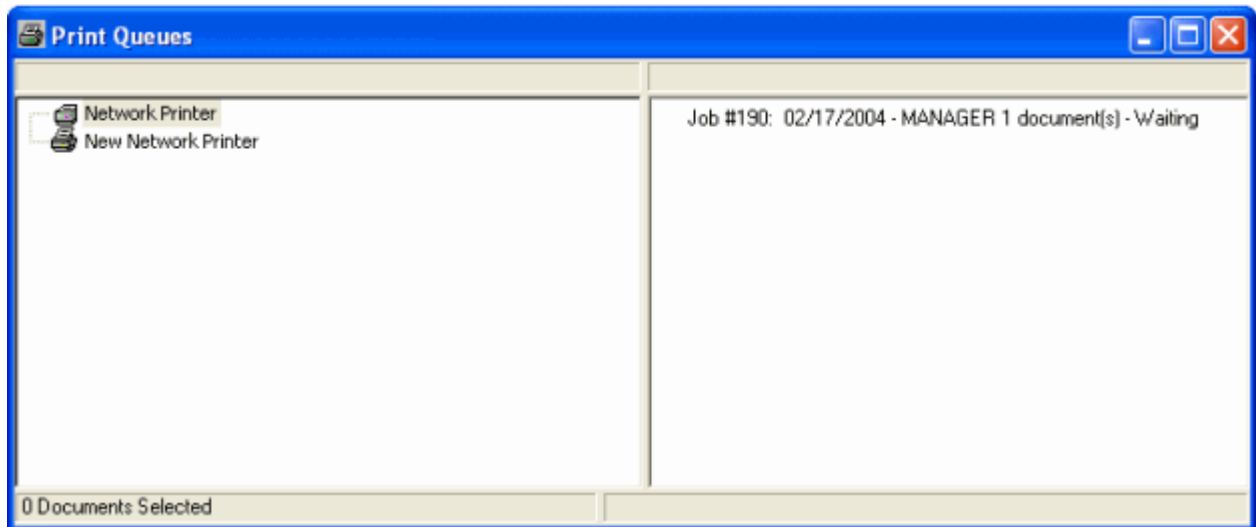 Print Queues
Network Printer
New Network Printer
Job #190: 02/17/2004 - MANAGER 1 document(s) - Waiting
0 Documents Selected